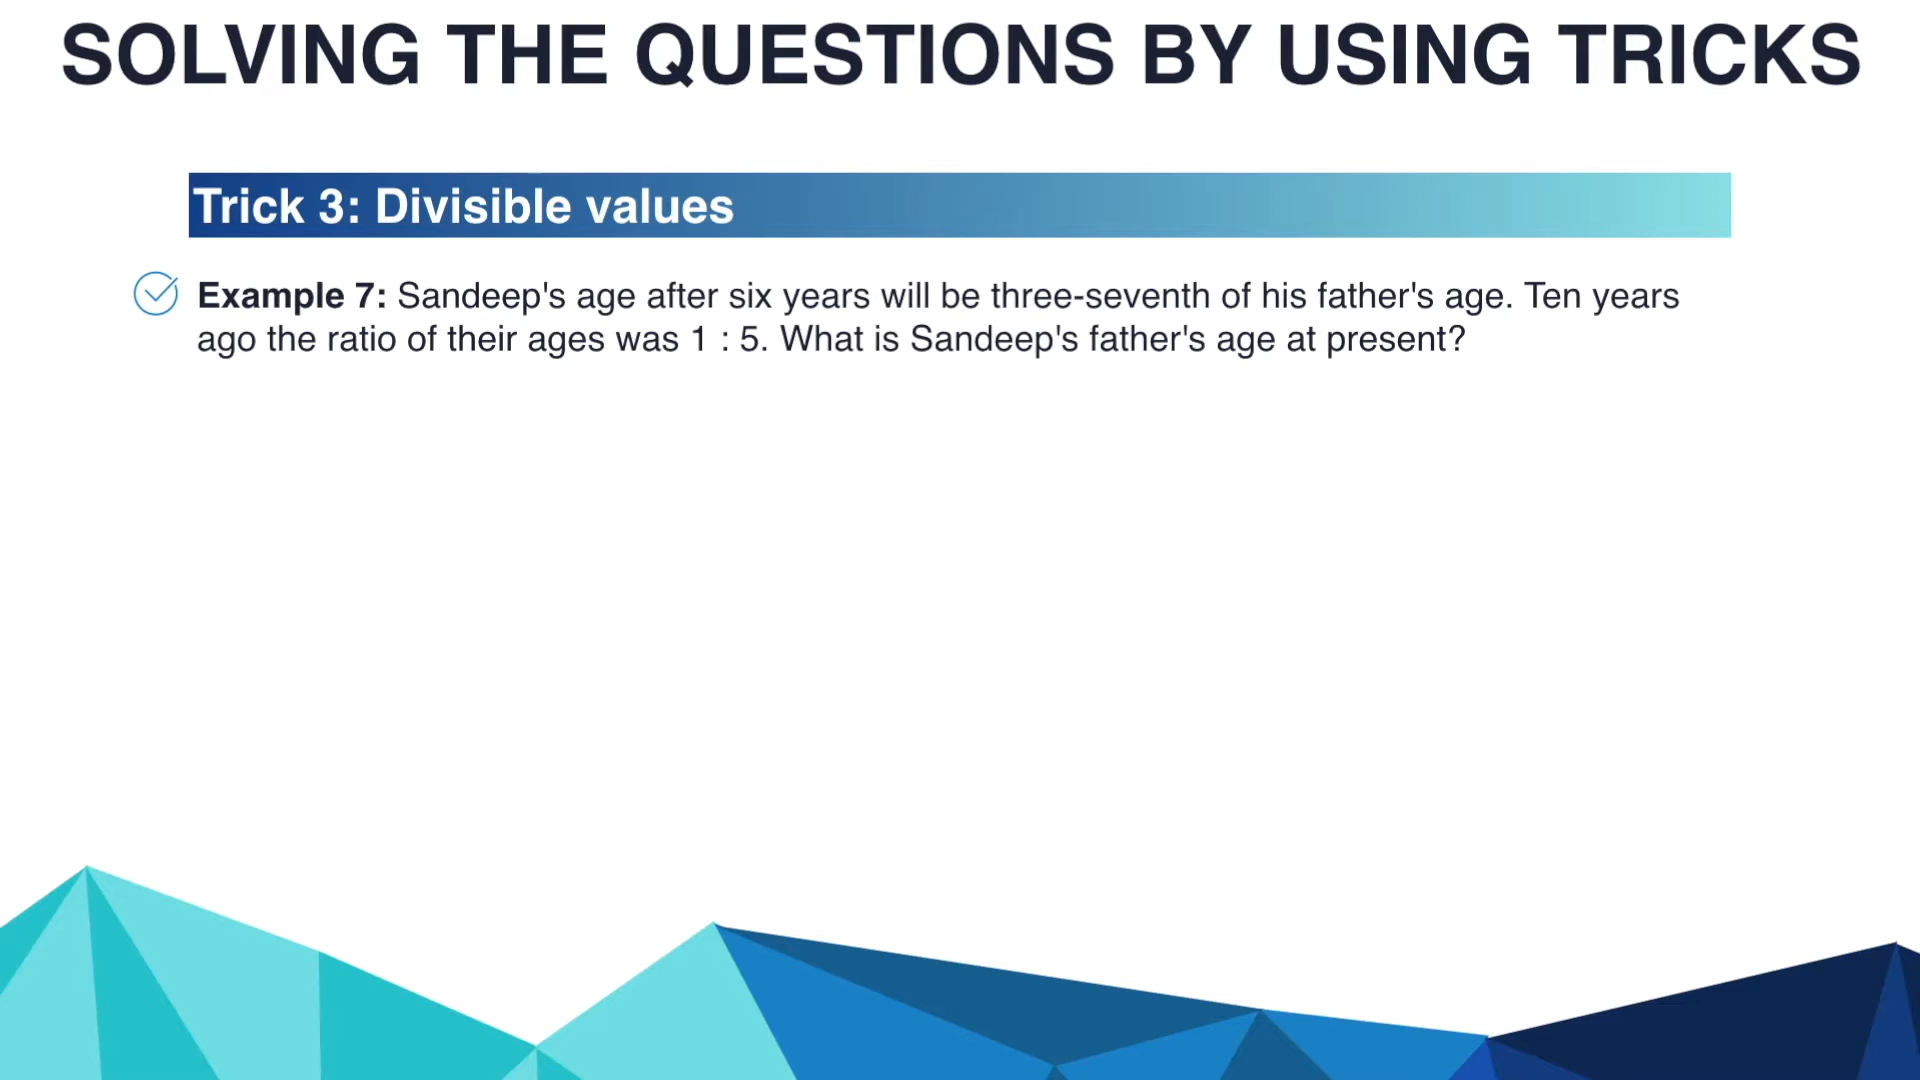 SOLVING THE QUESTIONS BY USING TRICKS
Trick 3: Divisible values
Example 7: Sandeep's age after six years will be three-seventh of his father's age. Ten years
ago the ratio of their ages was 1 : 5. What is Sandeep's father's age at present?